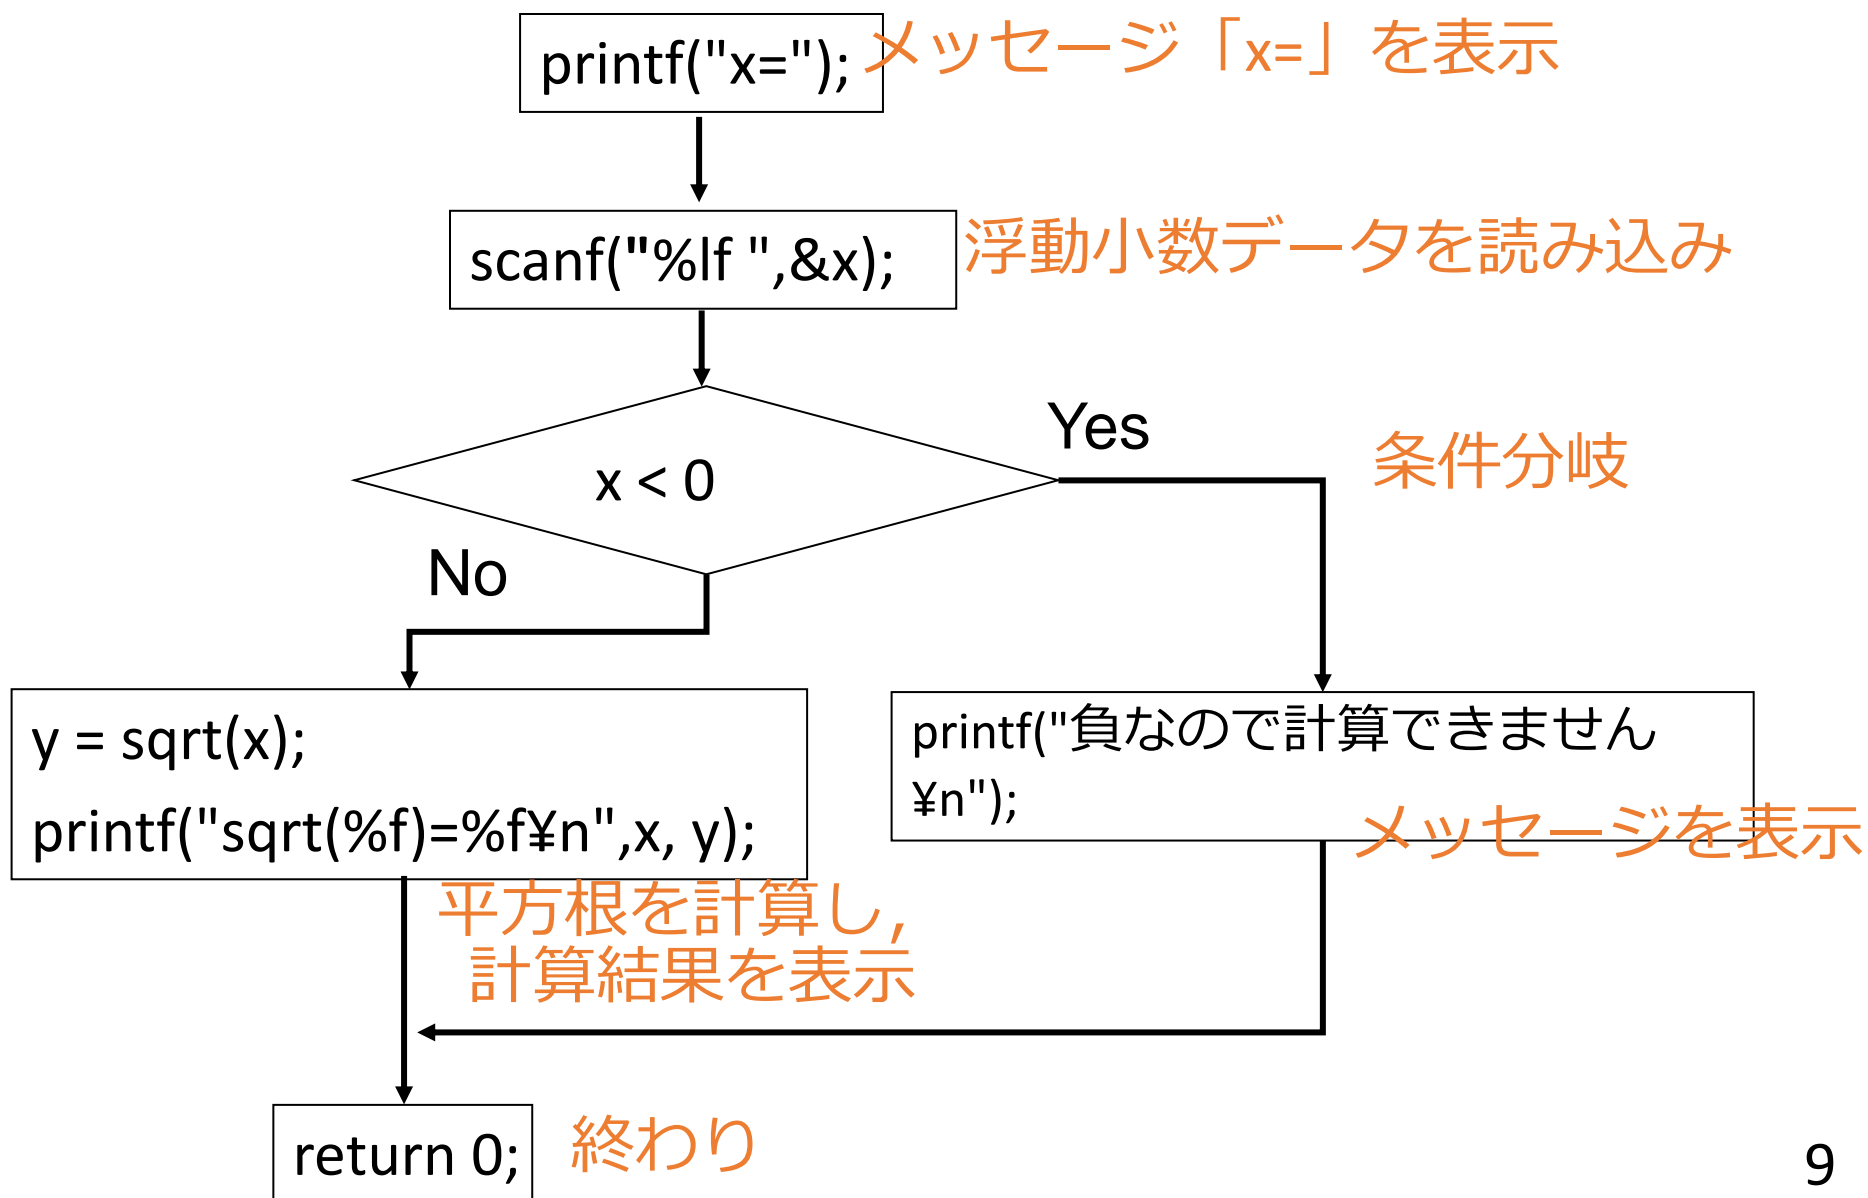 printf("x=");
メッセージ「x=」を表示
scanf("%lf ",&x);
浮動小数データを読み込み
x < 0
Yes
条件分岐
No
y = sqrt(x);
printf("sqrt(%f)=%f¥n",x, y);
printf("負なので計算できません
¥n");
メッセージを表示
平方根を計算し,
計算結果を表示
return 0;
終わり
9